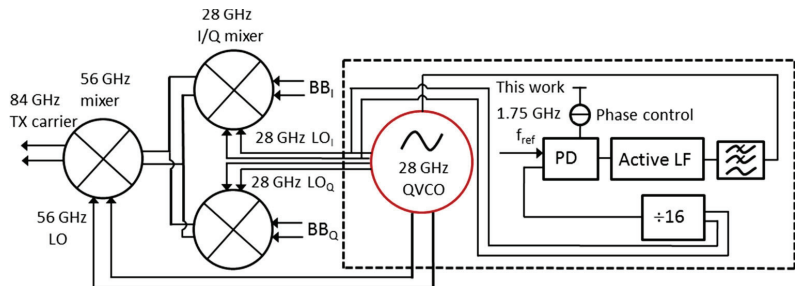 28 GHz
I/Q mixer
56 GHz
mixer
84 GHz
TX carrier
BB_I
28 GHz LO_I
28 GHz LO_Q
BB_Q
56 GHz
LO
28 GHz
QVCO
This work
1.75 GHz
f_ref
Phase control
PD
Active LF
÷16